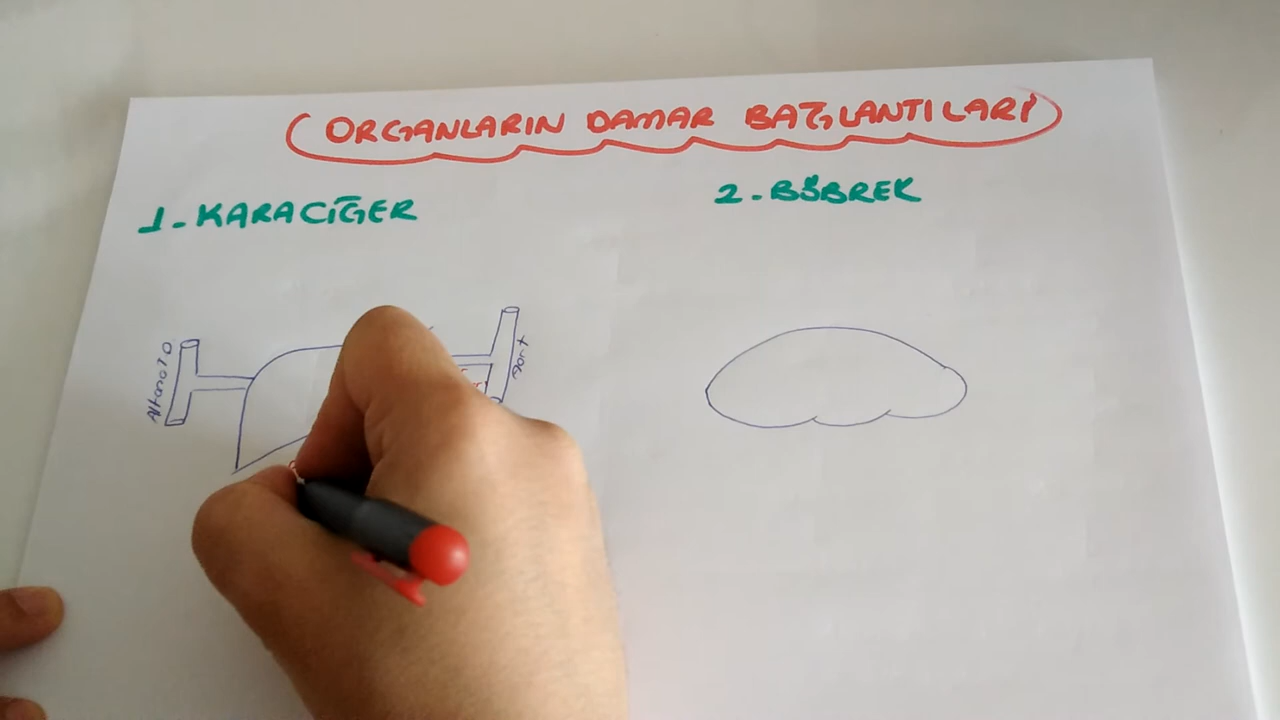 ORGANLARIN DAMAR BAĞLANTILARI
1-KARACİĞER
2-BÖBREK
Aort